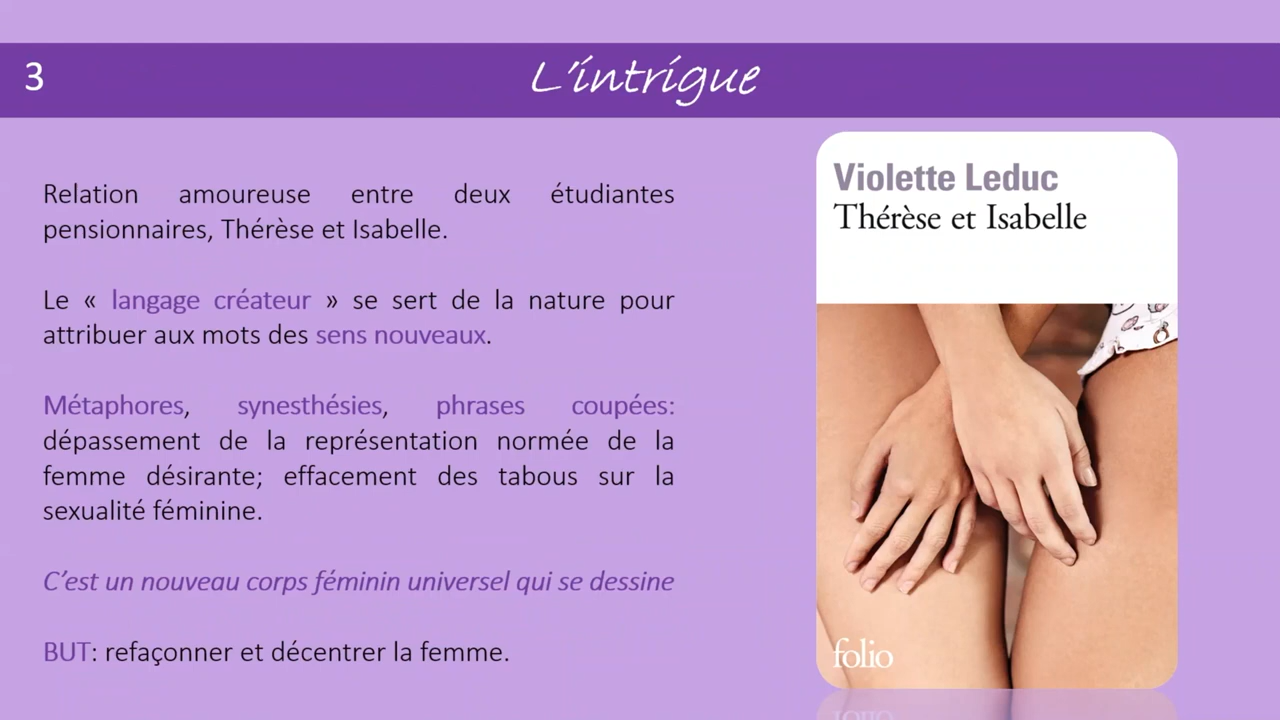 3
L'intrigue
Relation amoureuse entre deux étudiantes
pensionnaires, Thérèse et Isabelle.
Le « langage créateur » se sert de la nature pour
attribuer aux mots des sens nouveaux.
Métaphores, synesthésies, phrases coupées:
dépassement de la représentation normée de la
femme désirante; effacement des tabous sur la
sexualité féminine.
C'est un nouveau corps féminin universel qui se dessine
BUT: refaçonner et décentrer la femme.
Violette Leduc
Thérèse et Isabelle
folio